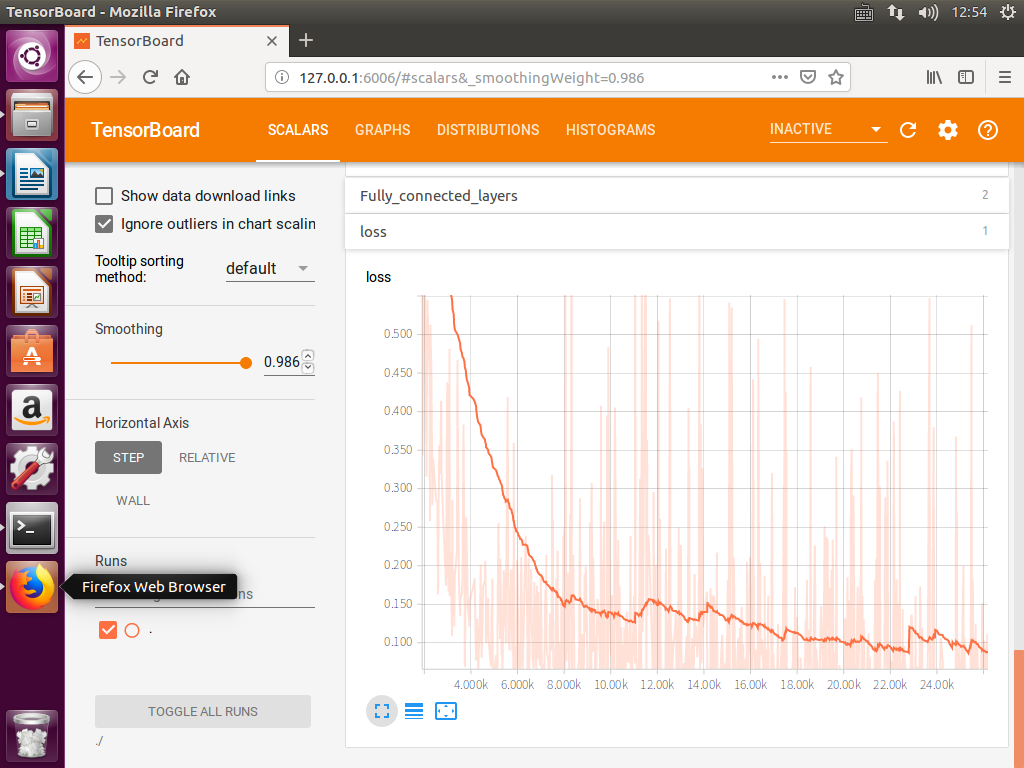 TensorBoard - Mozilla Firefox
12:54
TensorBoard
127.0.0.1:6006/#scalars&_smoothingWeight=0.986
TensorBoard
SCALARS
GRAPHS
DISTRIBUTIONS
HISTOGRAMS
INACTIVE
Show data download links
Ignore outliers in chart scalin
Tooltip sorting
method:
default
Smoothing
0.986
Horizontal Axis
STEP
RELATIVE
WALL
Runs
Firefox Web Browser
ns
.
TOGGLE ALL RUNS
./
Fully_connected_layers
2
loss
1
loss
0.500
0.450
0.400
0.350
0.300
0.250
0.200
0.150
0.100
4.000k 6.000k 8.000k 10.00k 12.00k 14.00k 16.00k 18.00k 20.00k 22.00k 24.00k